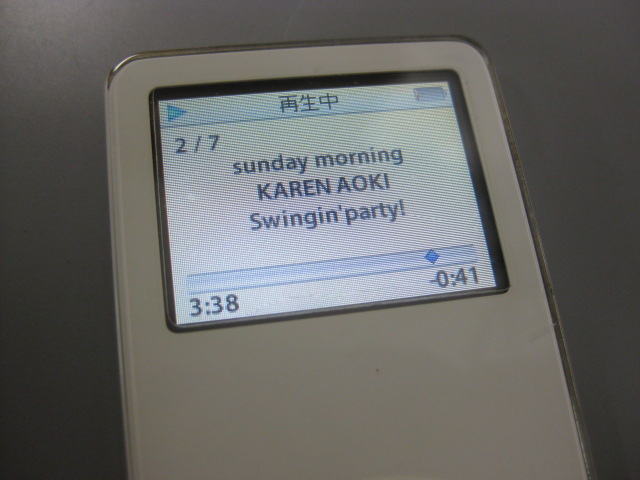 再生中
2 / 7
sunday morning
KAREN AOKI
Swingin'party!
3:38
-0:41